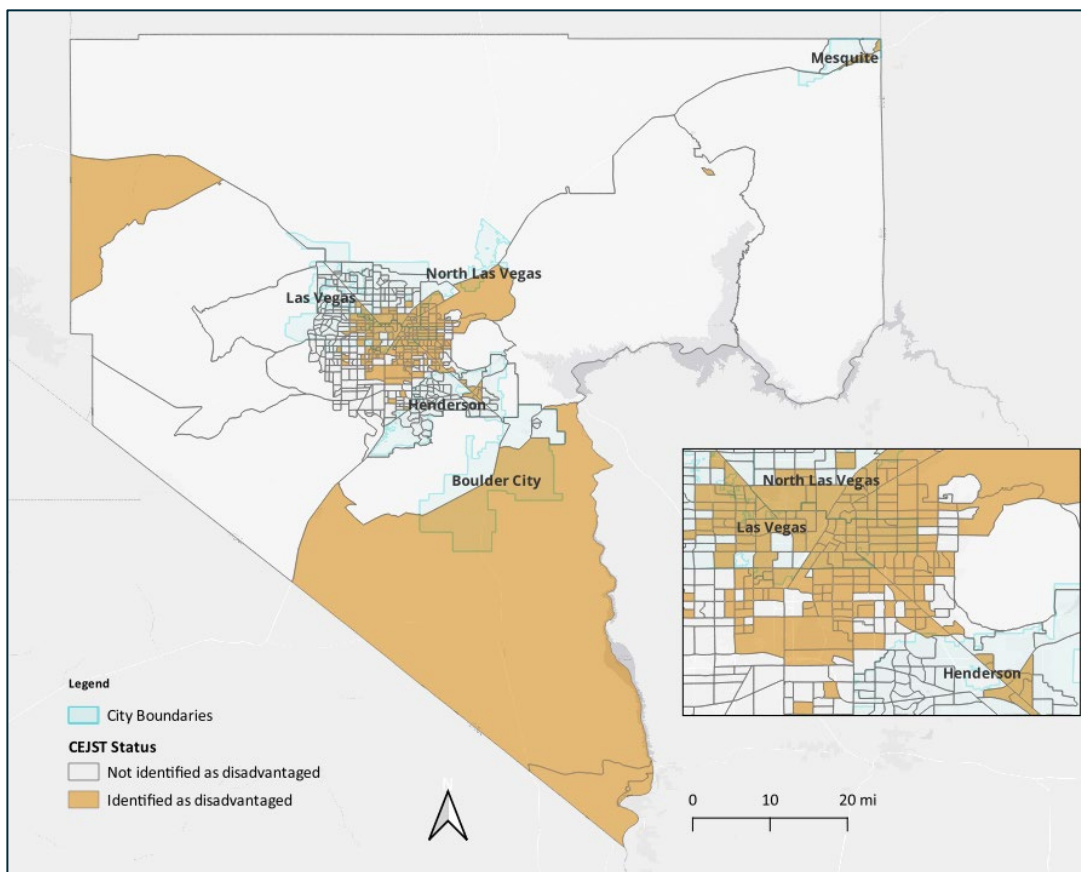 Mesquite
North Las Vegas
Las Vegas
Henderson
Boulder City
North Las Vegas
Las Vegas
Henderson
Legend
City Boundaries
CEJST Status
Not identified as disadvantaged
Identified as disadvantaged
N
0 10 20 mi